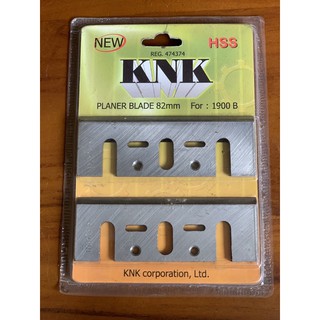 NEW
HSS
REG. 474374
KNK
PLANER BLADE 82mm For : 1900 B
KNK corporation, Ltd.